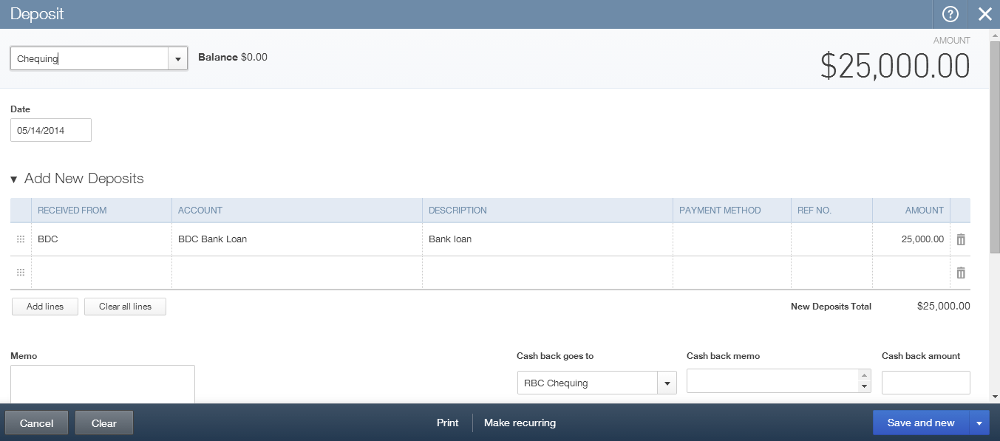 Deposit
?
AMOUNT
Chequing
Balance $0.00
$25,000.00
Date
05/14/2014
Add New Deposits
RECEIVED FROM ACCOUNT DESCRIPTION PAYMENT METHOD REF NO. AMOUNT
BDC BDC Bank Loan Bank loan 25,000.00
Add lines Clear all lines New Deposits Total $25,000.00
Memo Cash back goes to Cash back memo Cash back amount
RBC Chequing
Cancel Clear Print Make recurring Save and new